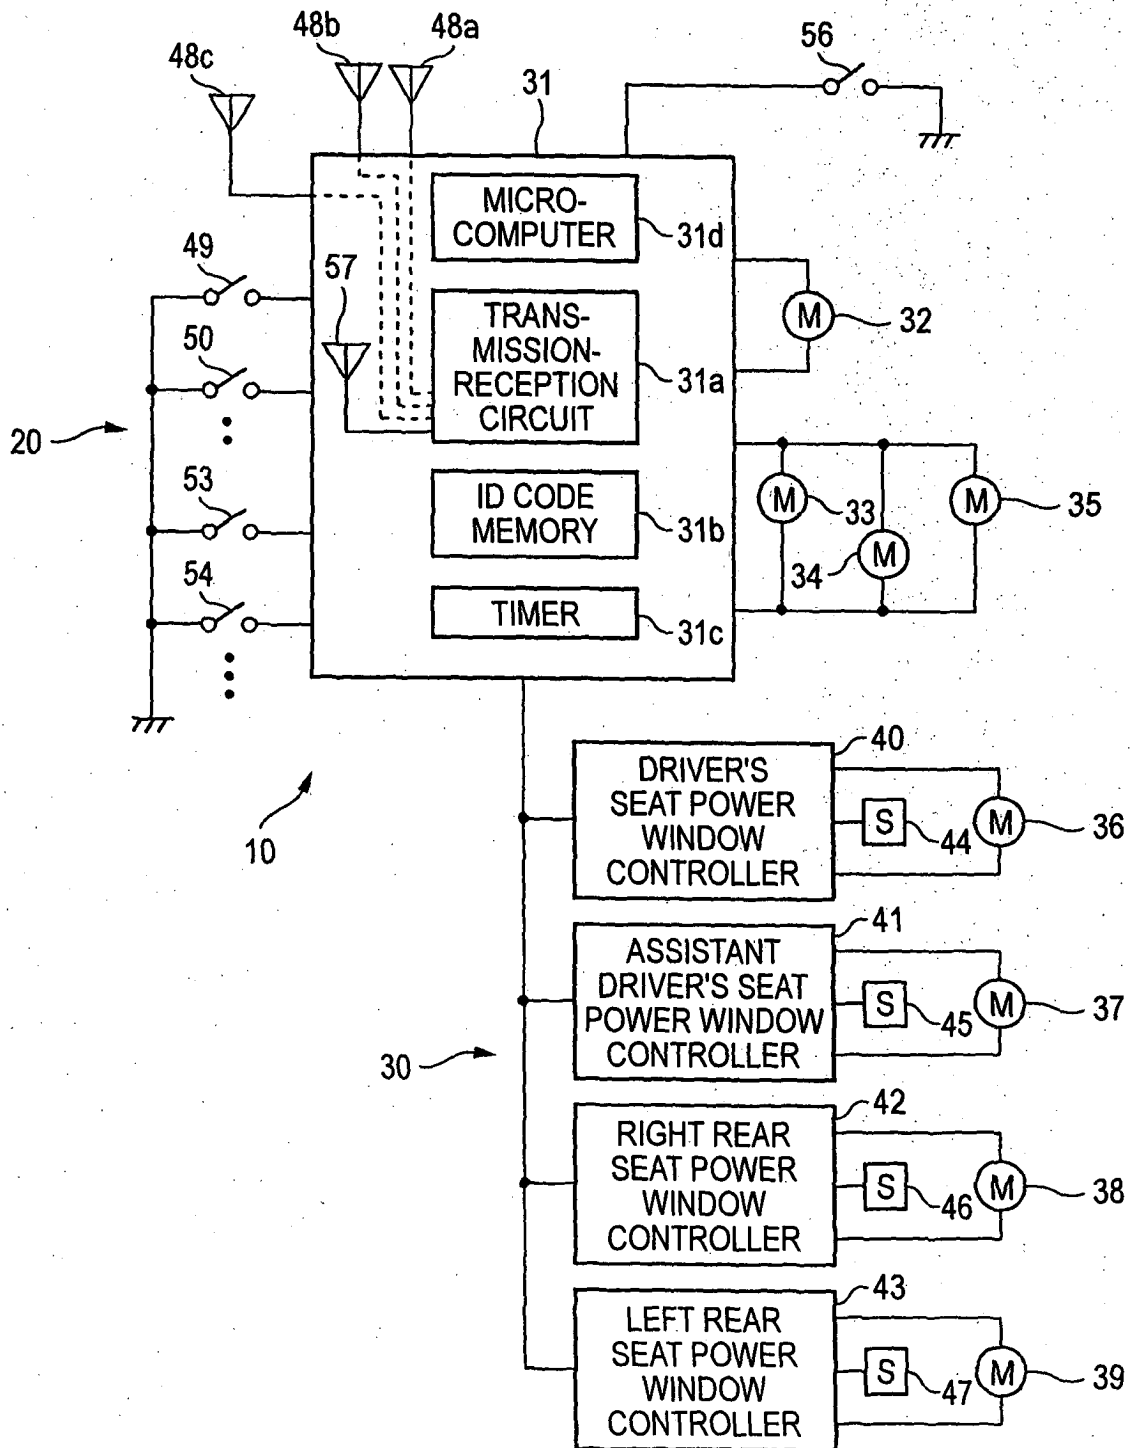 48b
48a
48c
56
31
MICRO-
COMPUTER
31d
49
57
TRANS-
MISSION-
RECEPTION
CIRCUIT
31a
M
32
50
20
53
ID CODE
MEMORY
31b
M
33
M
34
M
35
54
TIMER
31c
10
40
DRIVER'S
SEAT POWER
WINDOW
CONTROLLER
S
44
M
36
41
ASSISTANT
DRIVER'S SEAT
POWER WINDOW
CONTROLLER
S
45
M
37
30
42
RIGHT REAR
SEAT POWER
WINDOW
CONTROLLER
S
46
M
38
43
LEFT REAR
SEAT POWER
WINDOW
CONTROLLER
S
47
M
39